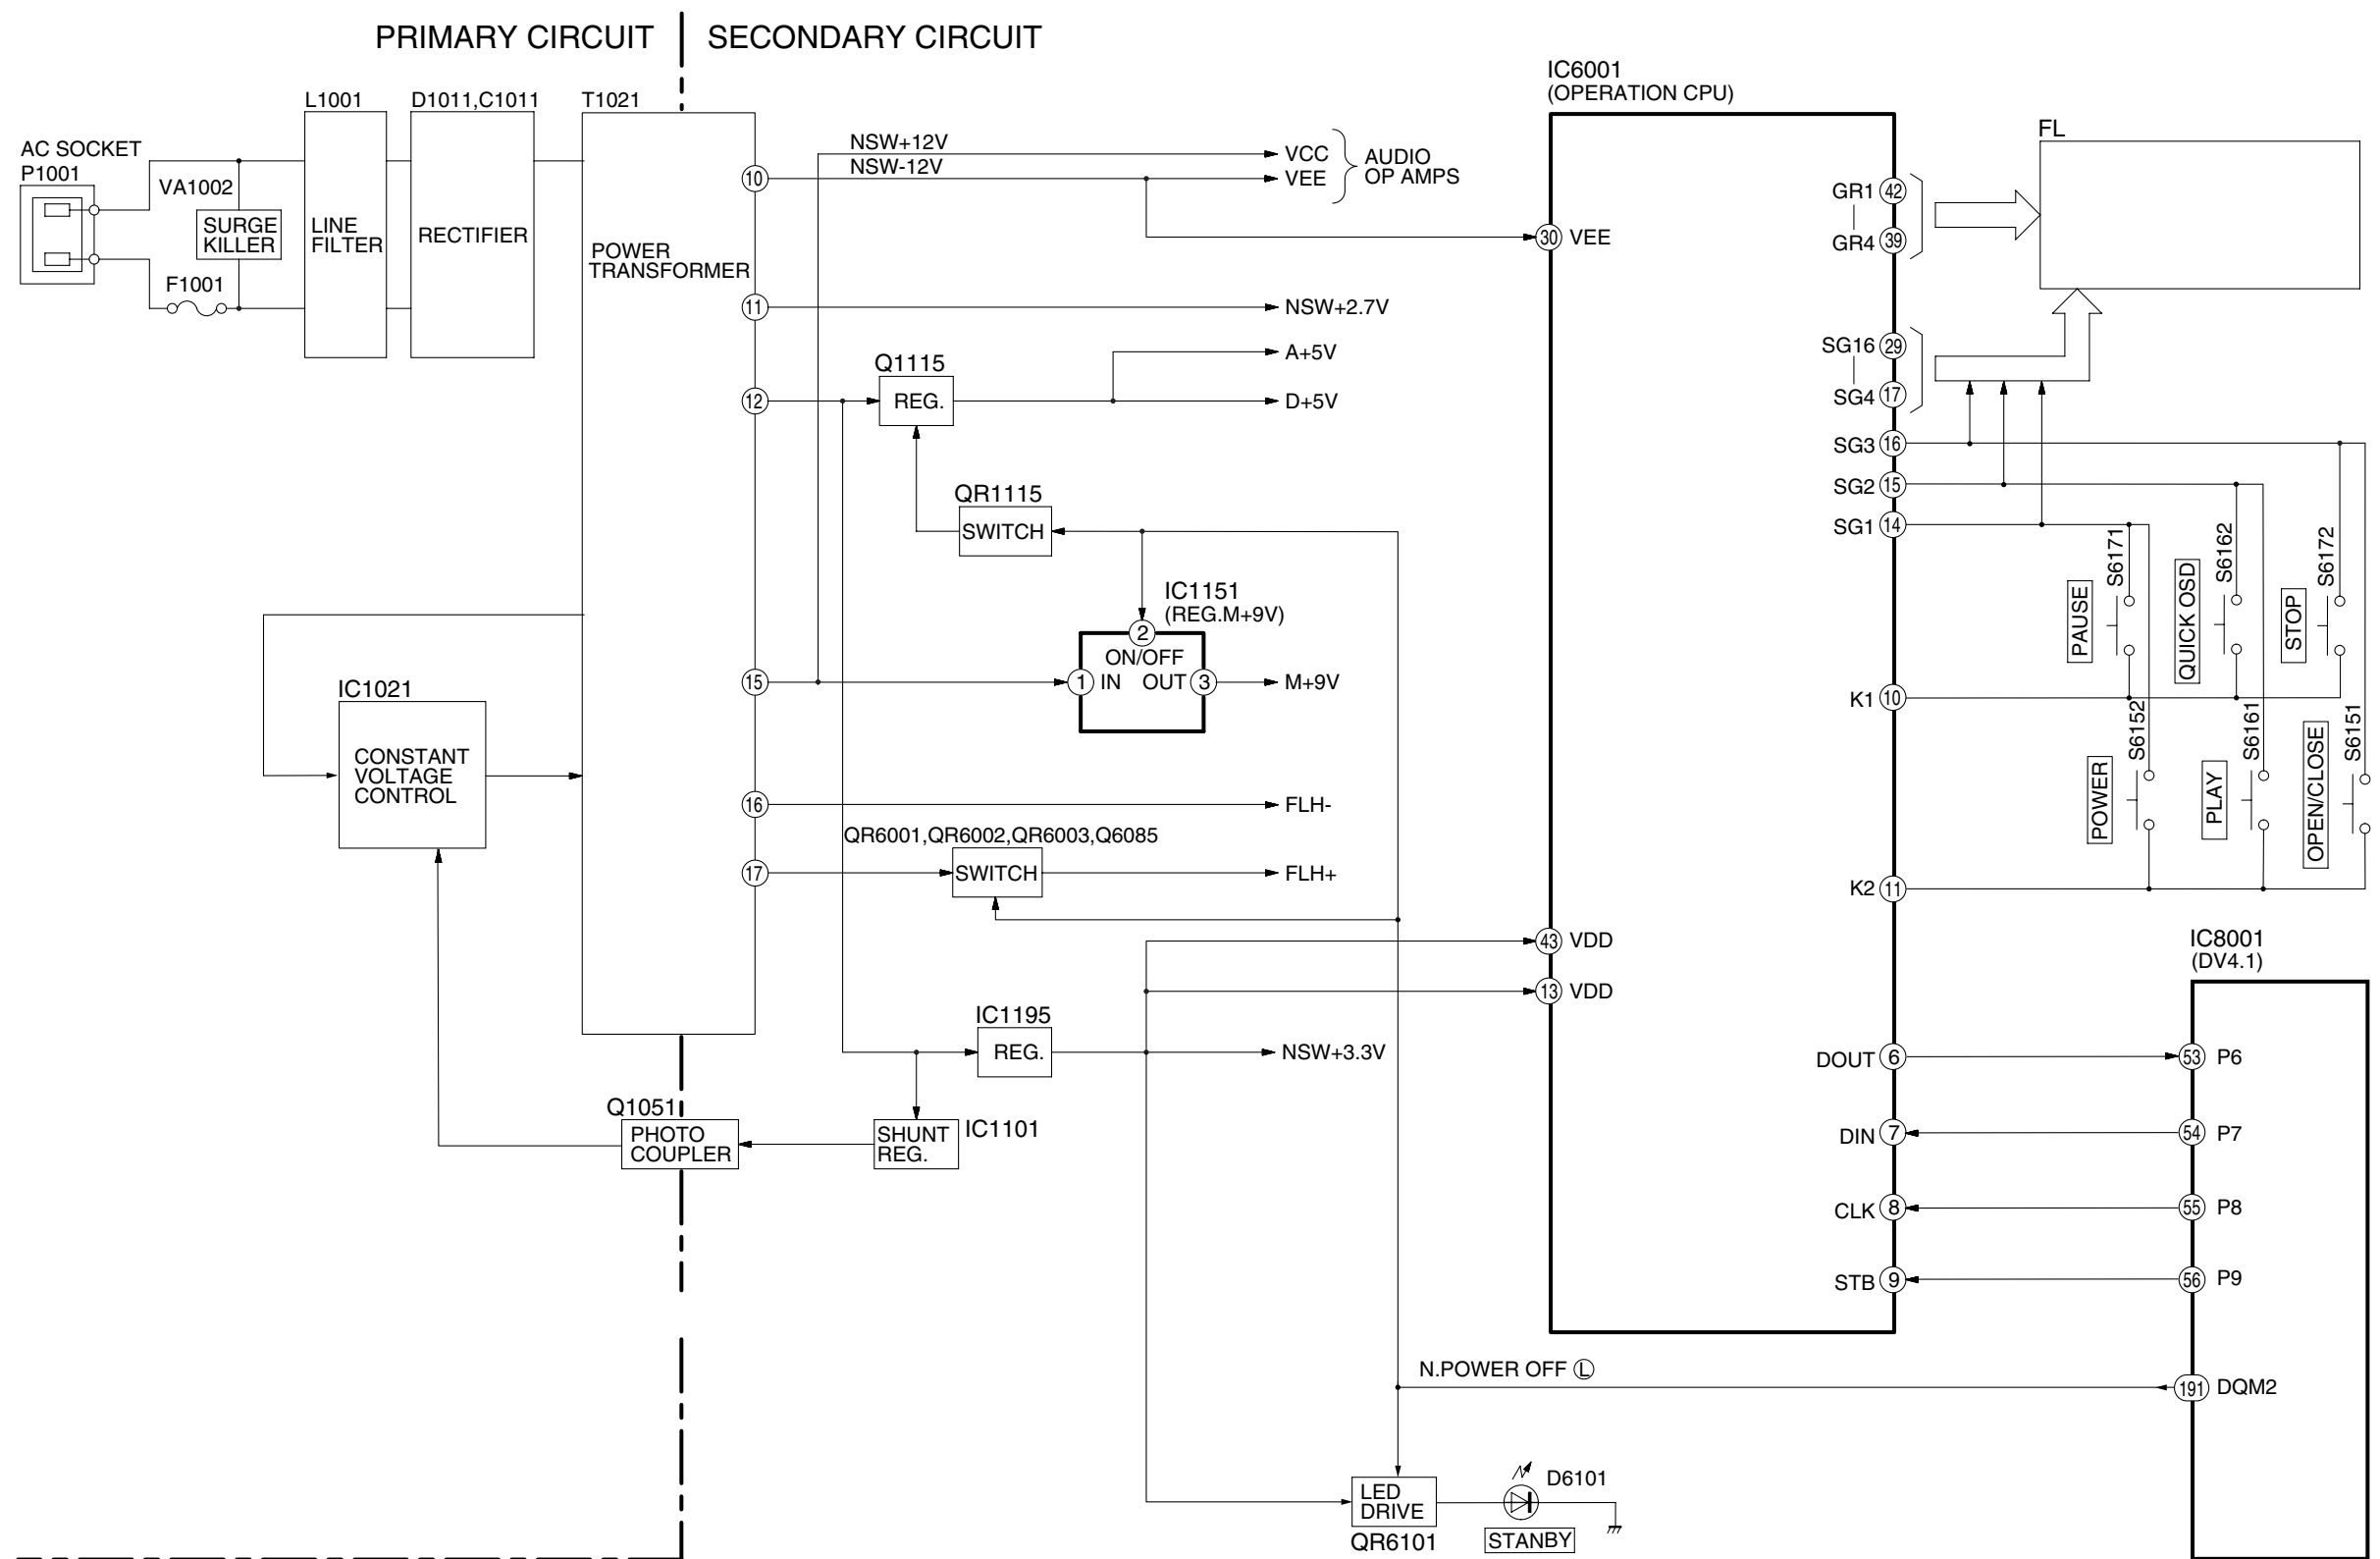 PRIMARY CIRCUIT
SECONDARY CIRCUIT
AC SOCKET
P1001
VA1002
SURGE
KILLER
F1001
L1001
LINE
FILTER
D1011,C1011
RECTIFIER
T1021
POWER
TRANSFORMER
10
11
12
15
16
17
NSW+12V
NSW-12V
VCC
VEE
AUDIO
OP AMPS
NSW+2.7V
Q1115
REG.
A+5V
D+5V
QR1115
SWITCH
IC1151
(REG.M+9V)
2
ON/OFF
1 IN OUT 3
M+9V
IC1021
CONSTANT
VOLTAGE
CONTROL
FLH-
QR6001,QR6002,QR6003,Q6085
SWITCH
FLH+
IC1195
REG.
NSW+3.3V
Q1051
PHOTO
COUPLER
SHUNT
REG.
IC1101
IC6001
(OPERATION CPU)
30 VEE
43 VDD
13 VDD
GR1 42
GR4 39
SG16 29
SG4 17
SG3 16
SG2 15
SG1 14
K1 10
K2 11
DOUT 6
DIN 7
CLK 8
STB 9
FL
PAUSE
S6171
QUICK OSD
S6162
STOP
S6172
POWER
S6152
PLAY
S6161
OPEN/CLOSE
S6151
IC8001
(DV4.1)
53 P6
54 P7
55 P8
56 P9
191 DQM2
N.POWER OFF L
LED
DRIVE
QR6101
D6101
STANBY